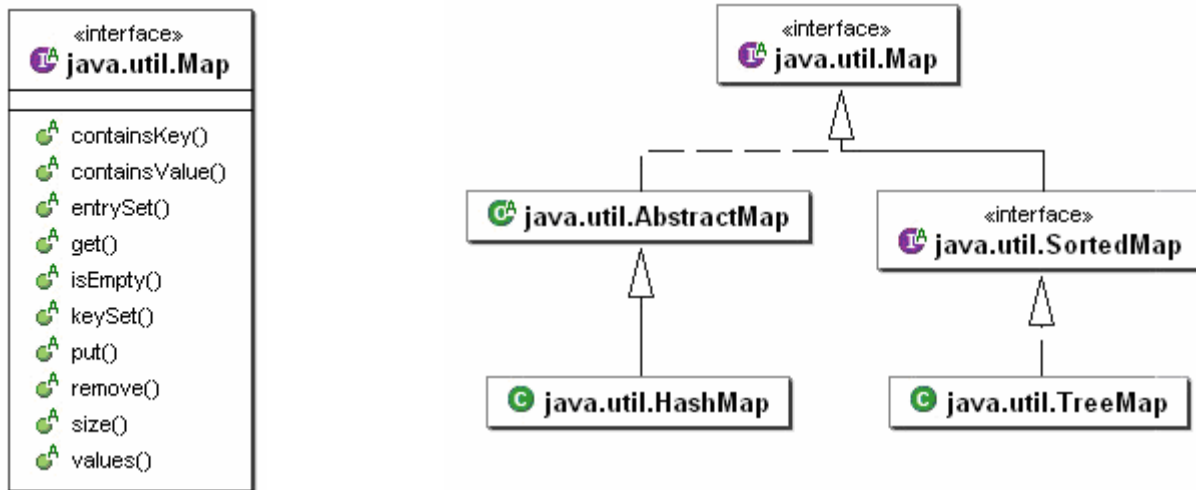 «interface»
java.util.Map
containsKey()
containsValue()
entrySet()
get()
isEmpty()
keySet()
put()
remove()
size()
values()
«interface»
java.util.Map
java.util.AbstractMap
«interface»
java.util.SortedMap
java.util.HashMap
java.util.TreeMap